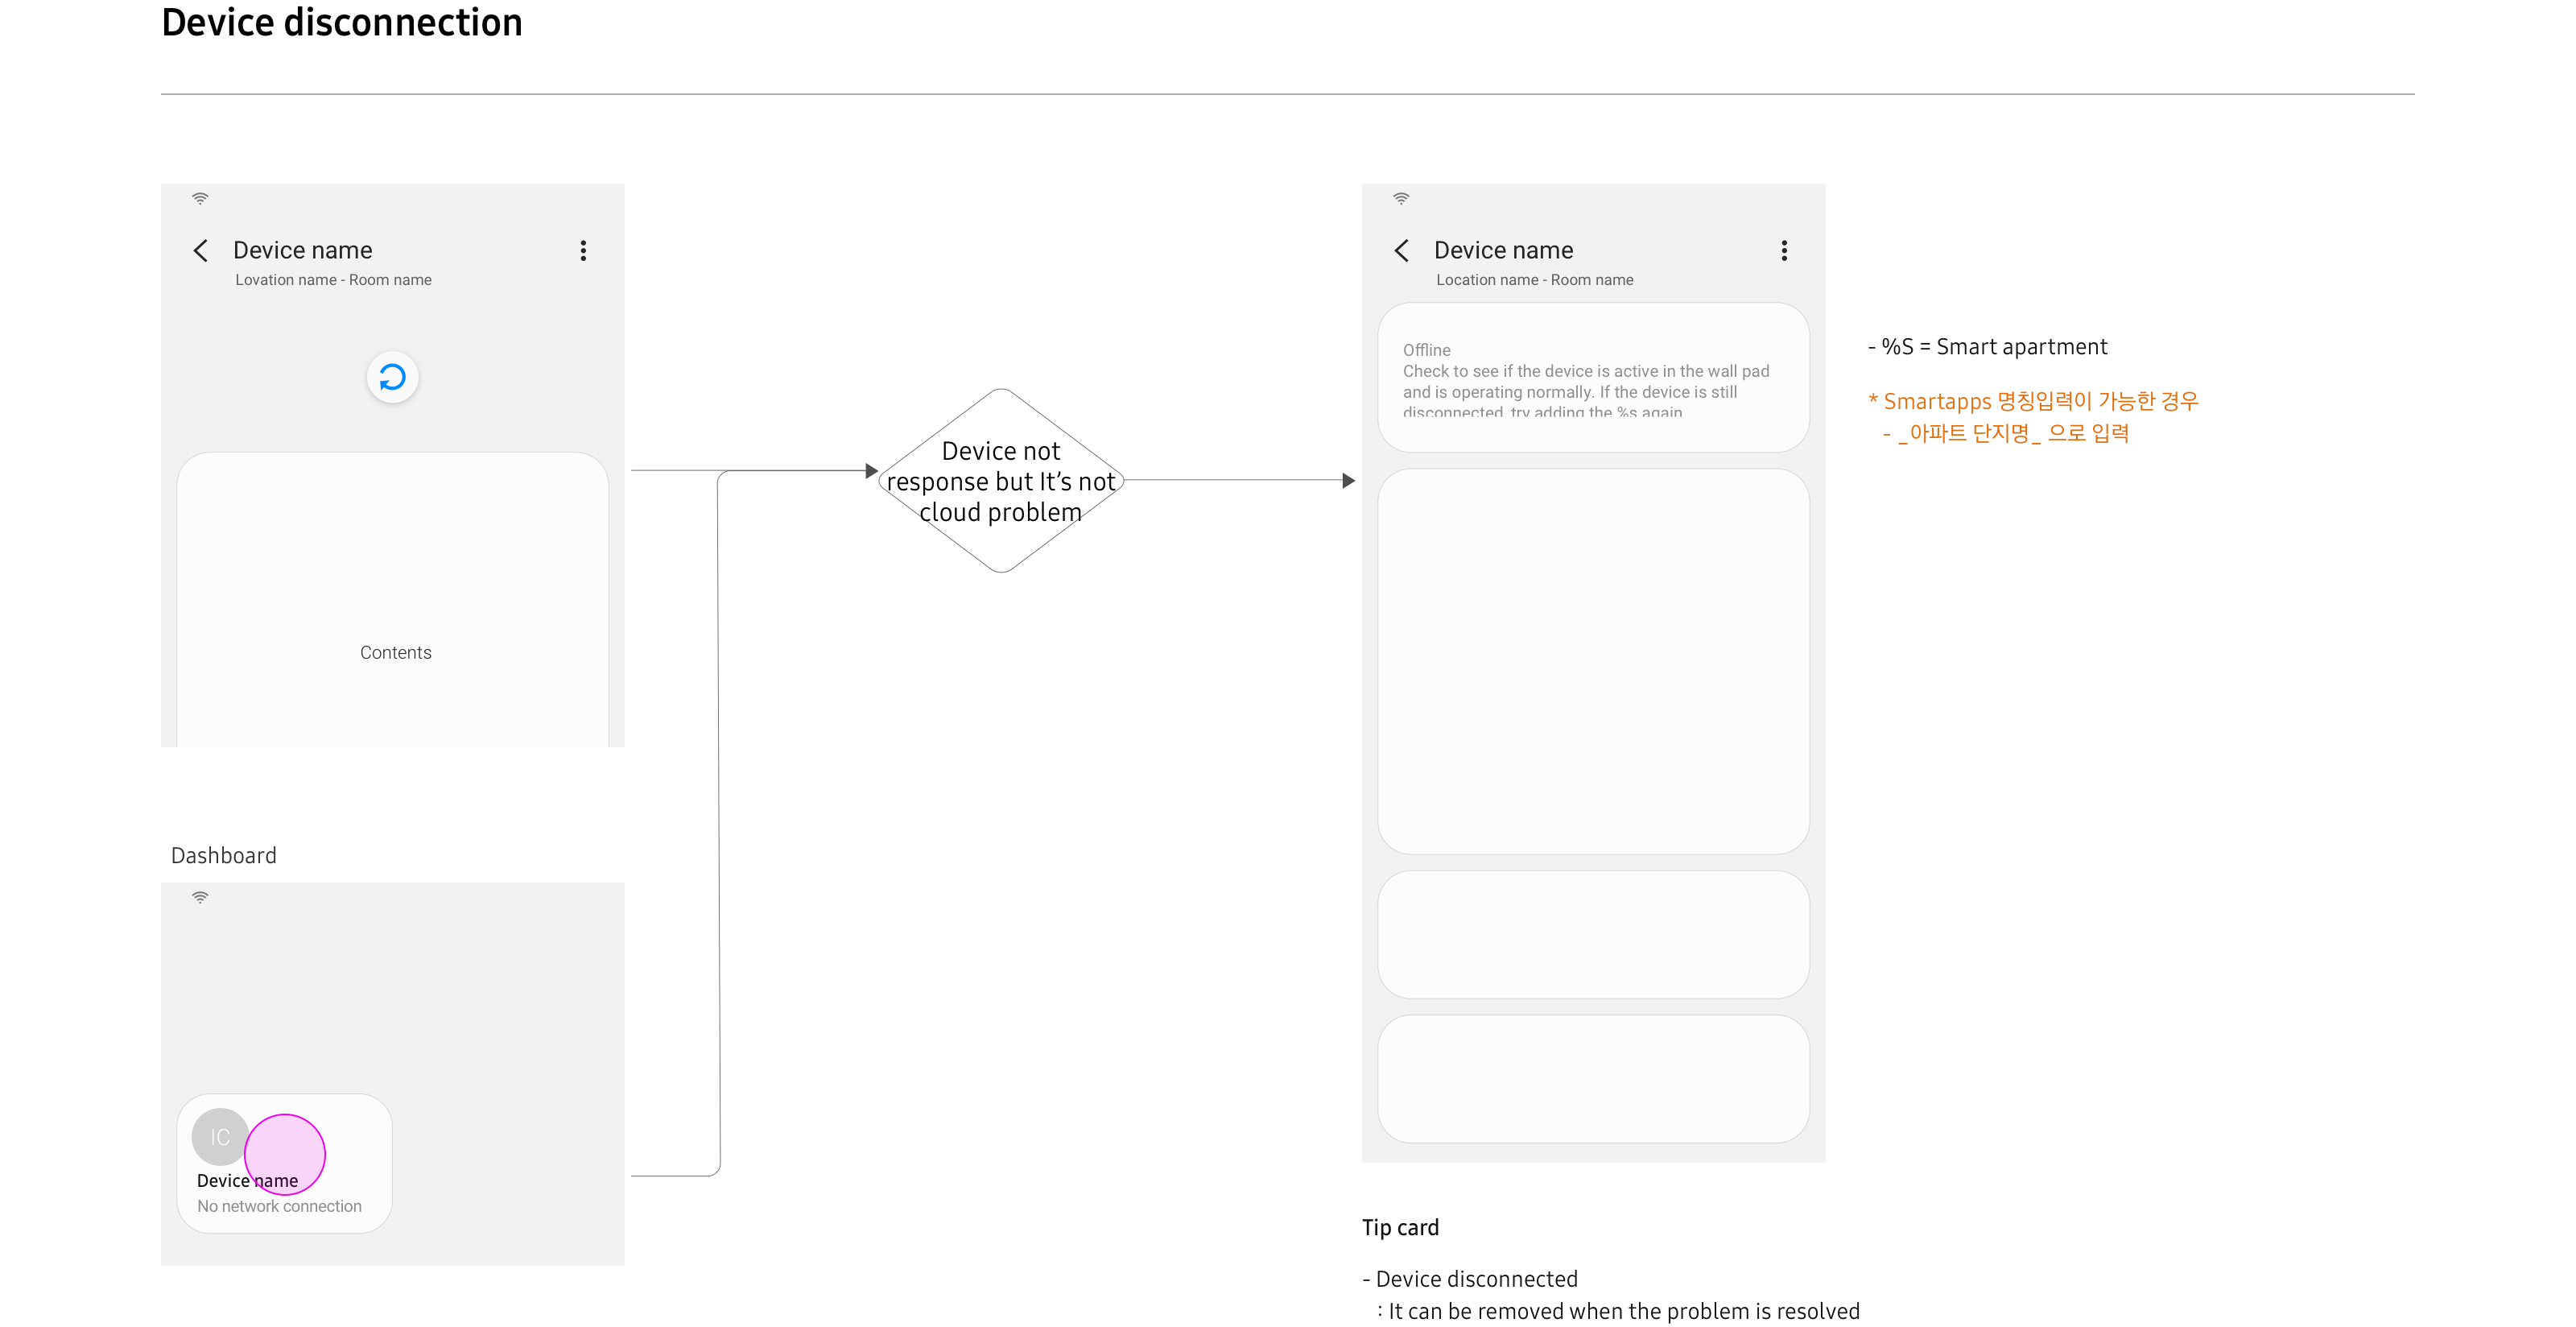 Device disconnection
Device name
Lovation name - Room name
Contents
Dashboard
IC
Device name
No network connection
Device not
response but It's not
cloud problem
Device name
Location name - Room name
Offline
Check to see if the device is active in the wall pad
and is operating normally. If the device is still
disconnected, try adding the %s again
- %S = Smart apartment
* Smartapps 명칭입력이 가능한 경우
- _아파트 단지명_ 으로 입력
Tip card
- Device disconnected
: It can be removed when the problem is resolved